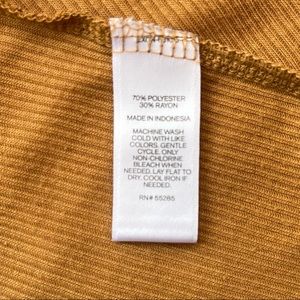 70% POLYESTER
30% RAYON
MADE IN INDONESIA
MACHINE WASH
COLD WITH LIKE
COLORS. GENTLE
CYCLE. ONLY
NON-CHLORINE
BLEACH WHEN
NEEDED. LAY FLAT TO
DRY. COOL IRON IF
NEEDED.
RN# 55285